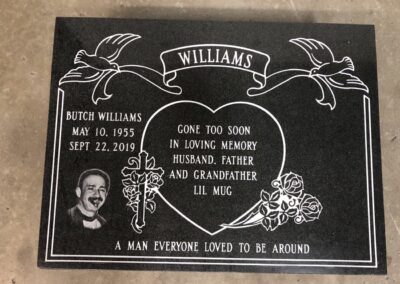 WILLIAMS
BUTCH WILLIAMS
MAY 10, 1955
SEPT 22, 2019
GONE TOO SOON
IN LOVING MEMORY
HUSBAND, FATHER
AND GRANDFATHER
LIL MUG
A MAN EVERYONE LOVED TO BE AROUND